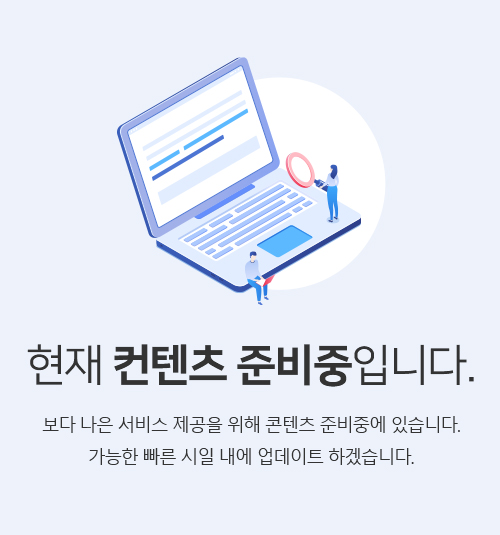 현재 컨텐츠 준비중입니다.
보다 나은 서비스 제공을 위해 콘텐츠 준비중에 있습니다.
가능한 빠른 시일 내에 업데이트 하겠습니다.